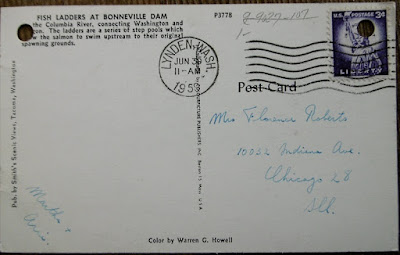 FISH LADDERS AT BONNEVILLE DAM
the Columbia River, connecting Washington and
gon. The ladders are a series of step pools which
w the salmon to swim upstream to their original
spawning grounds.
P3778
LYNDEN, WASH.
JUN 30
11-AM
195
U.S. POSTAGE 3¢
LIBERTY
Post-Card
Pub. by Smith's Scenic Views, Tacoma, Washington
Mrs Florence Roberts
10052 Indiana Ave.
Chicago 28
Ill.
Color by Warren G. Howell